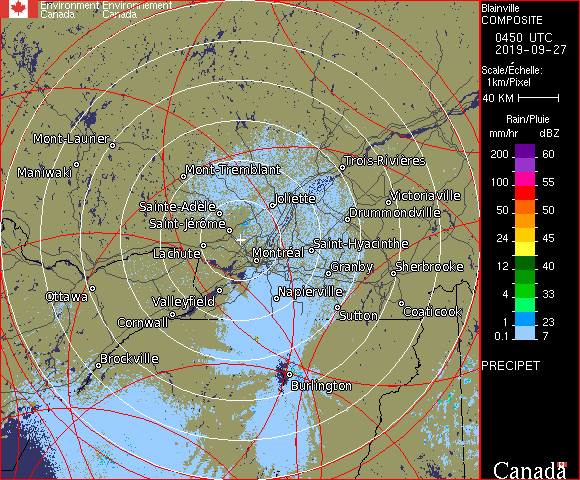 Environment Environnement
Canada Canada
Blainville
COMPOSITE
0450 UTC
2019-09-27
Scale/Échelle:
1km/Pixel
40 KM
Rain/Pluie
mm/hr dBZ
200 60
100 55
50 50
24 45
12 40
4 33
1 23
0.1 7
PRECIPET
Canada
Mont-Laurier
Maniwaki
Mont-Tremblant
Trois-Rivières
Sainte-Adèle
Joliette
Victoriaville
Drummondville
Saint-Jérôme
Lachute
Montréal
Saint-Hyacinthe
Granby
Sherbrooke
Ottawa
Valleyfield
Napierville
Cornwall
Sutton
Coaticook
Brockville
Burlington